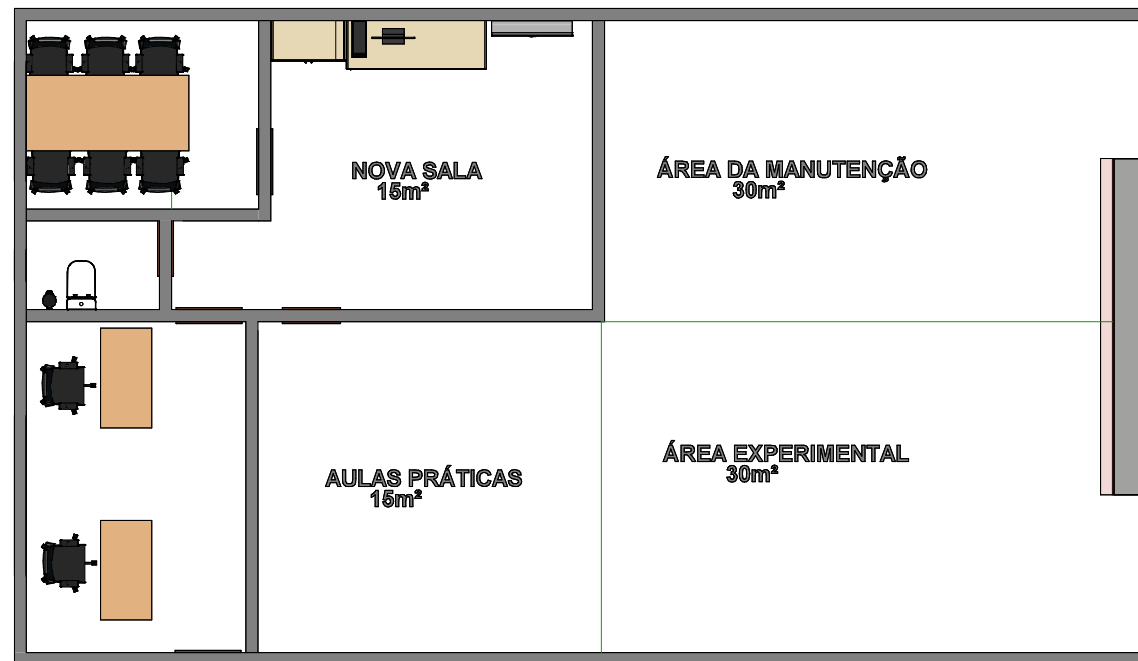 NOVA SALA
15m²
ÁREA DA MANUTENÇÃO
30m²
AULAS PRÁTICAS
15m²
ÁREA EXPERIMENTAL
30m²